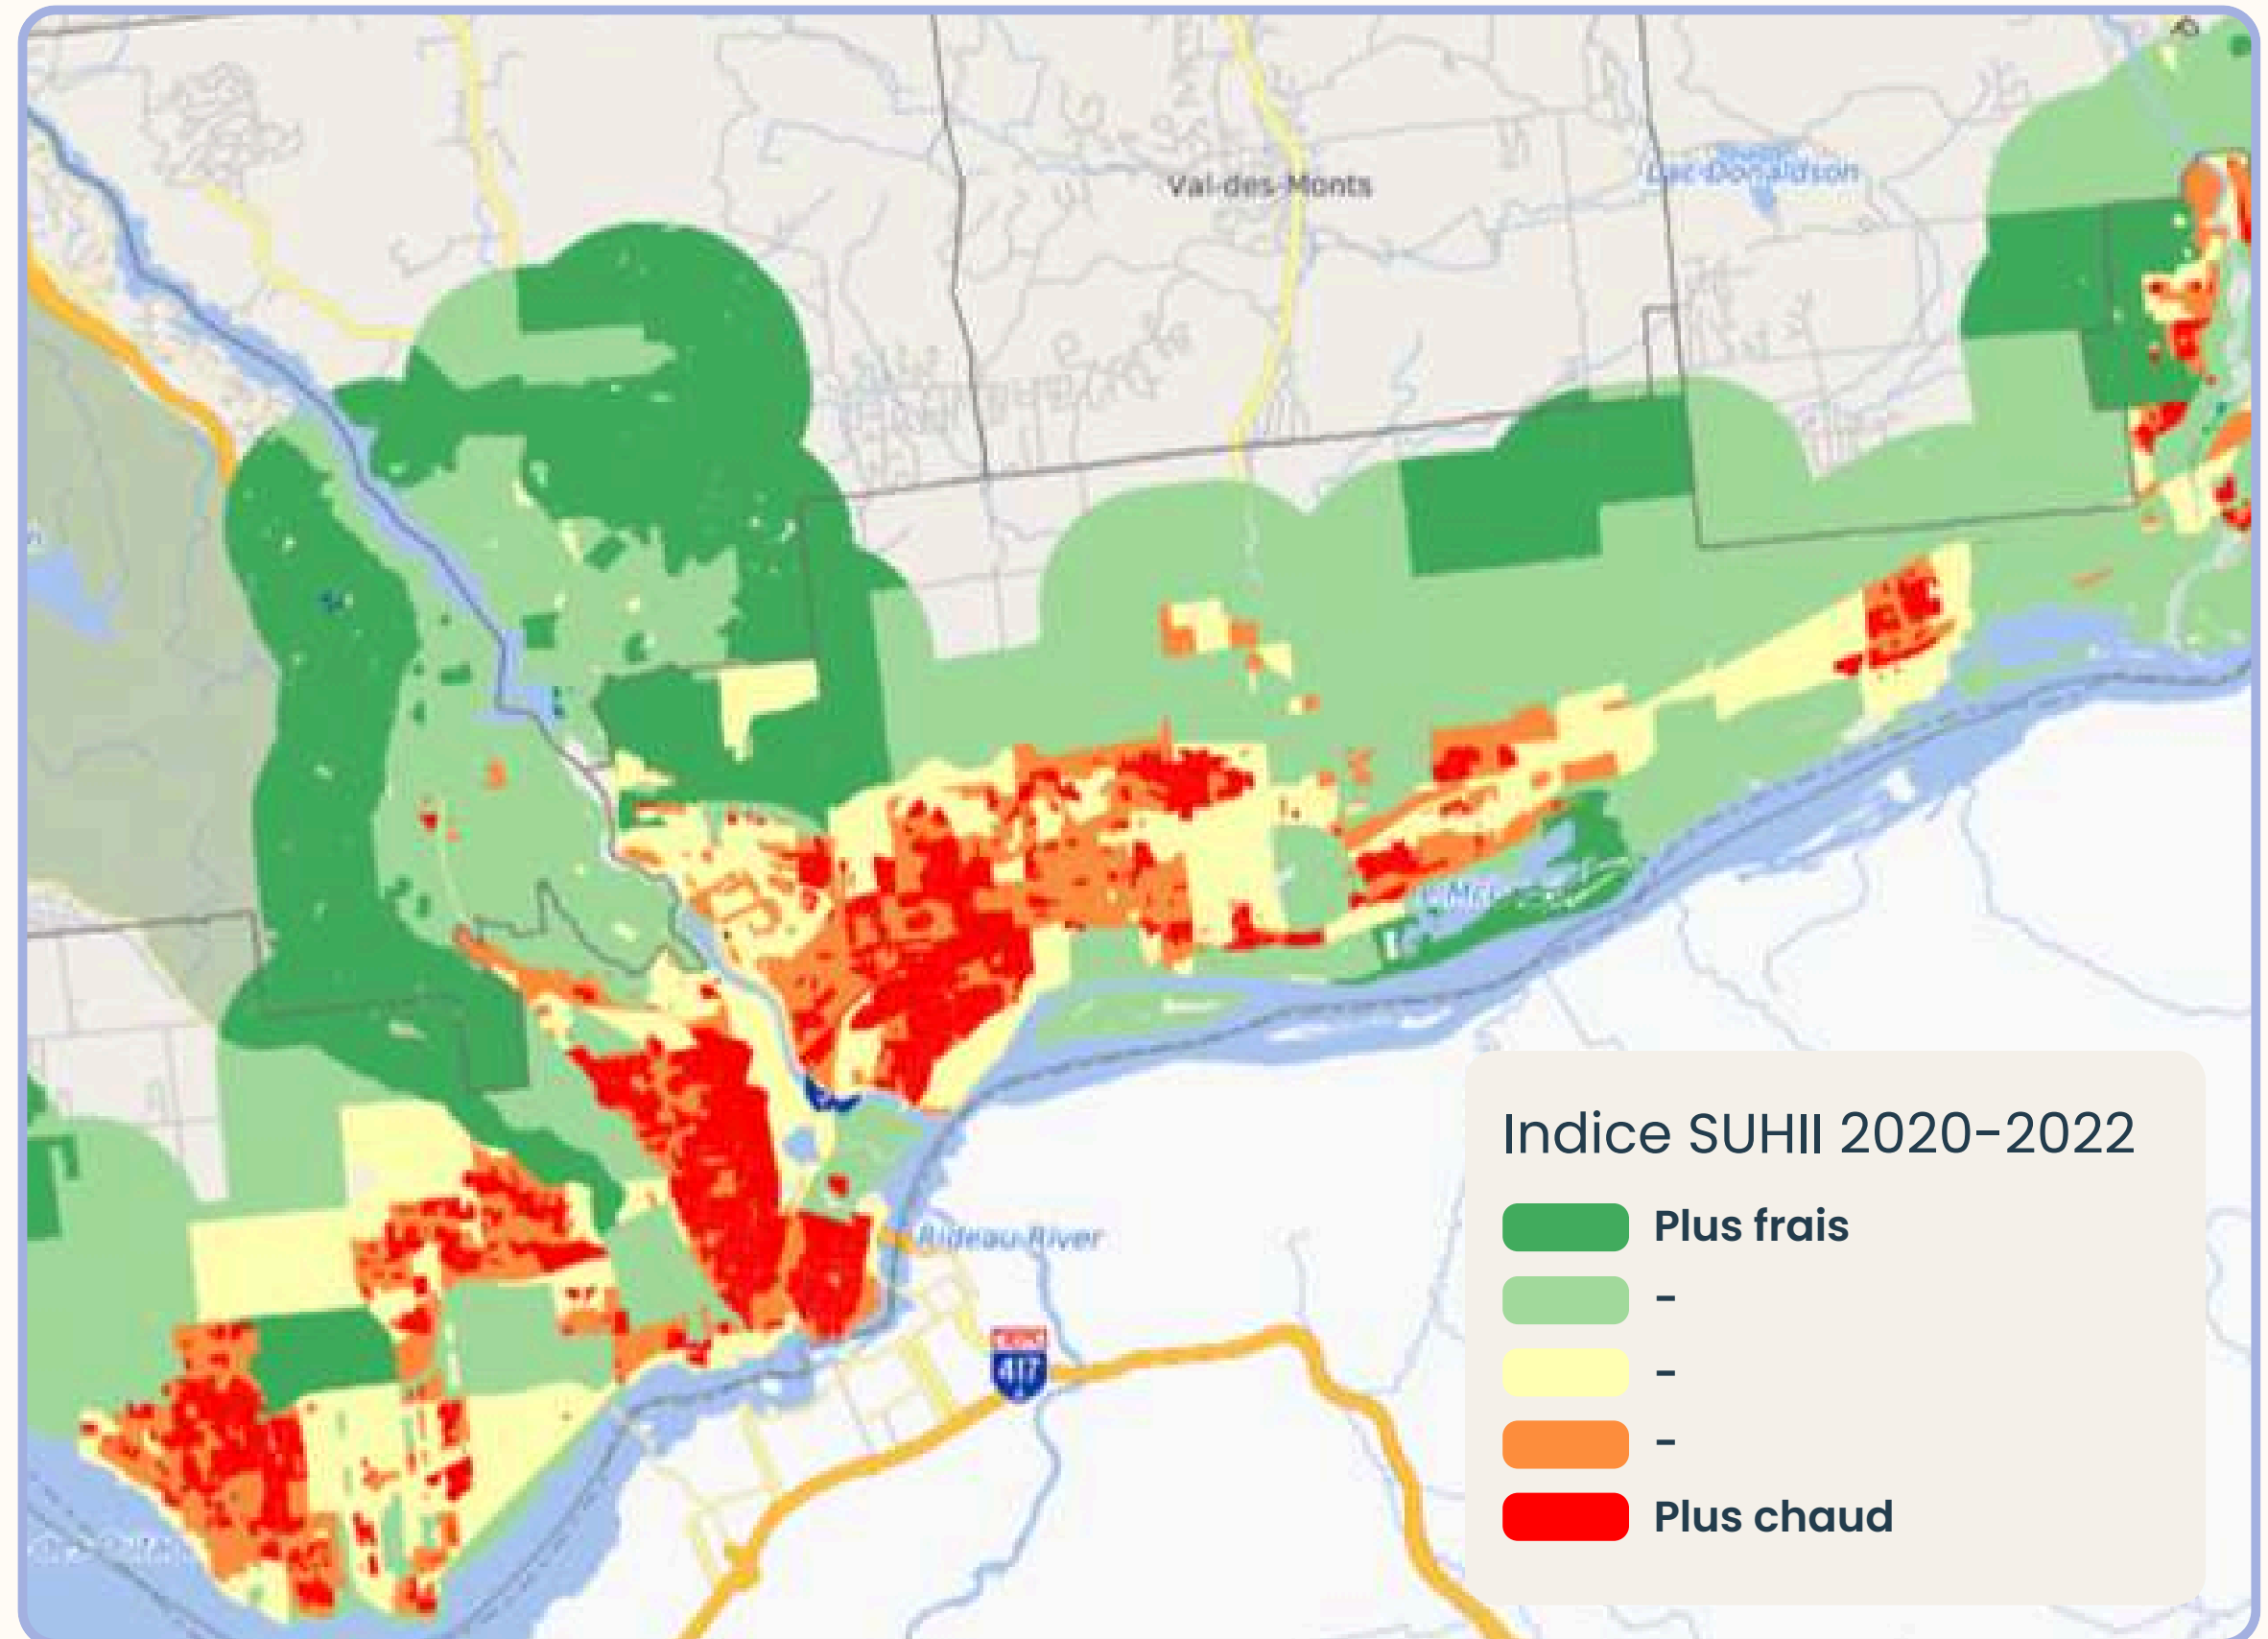 Val-des-Monts
Lac-Donaldson
Rideau-River
417
Indice SUHII 2020-2022
Plus frais
-
-
-
Plus chaud